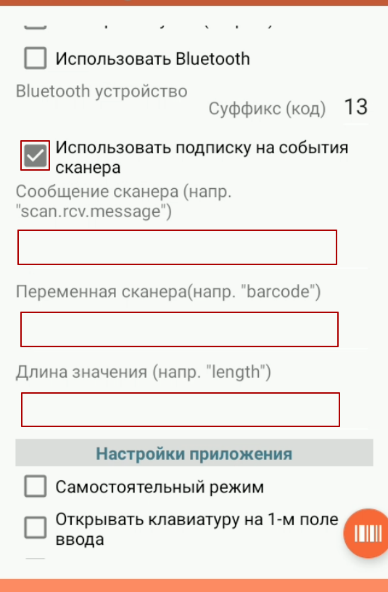 Использовать Bluetooth
Bluetooth устройство
Суффикс (код) 13
Использовать подписку на события
сканера
Сообщение сканера (напр.
"scan.rcv.message")
Переменная сканера(напр. "barcode")
Длина значения (напр. "length")
Настройки приложения
Самостоятельный режим
Открывать клавиатуру на 1-м поле
ввода